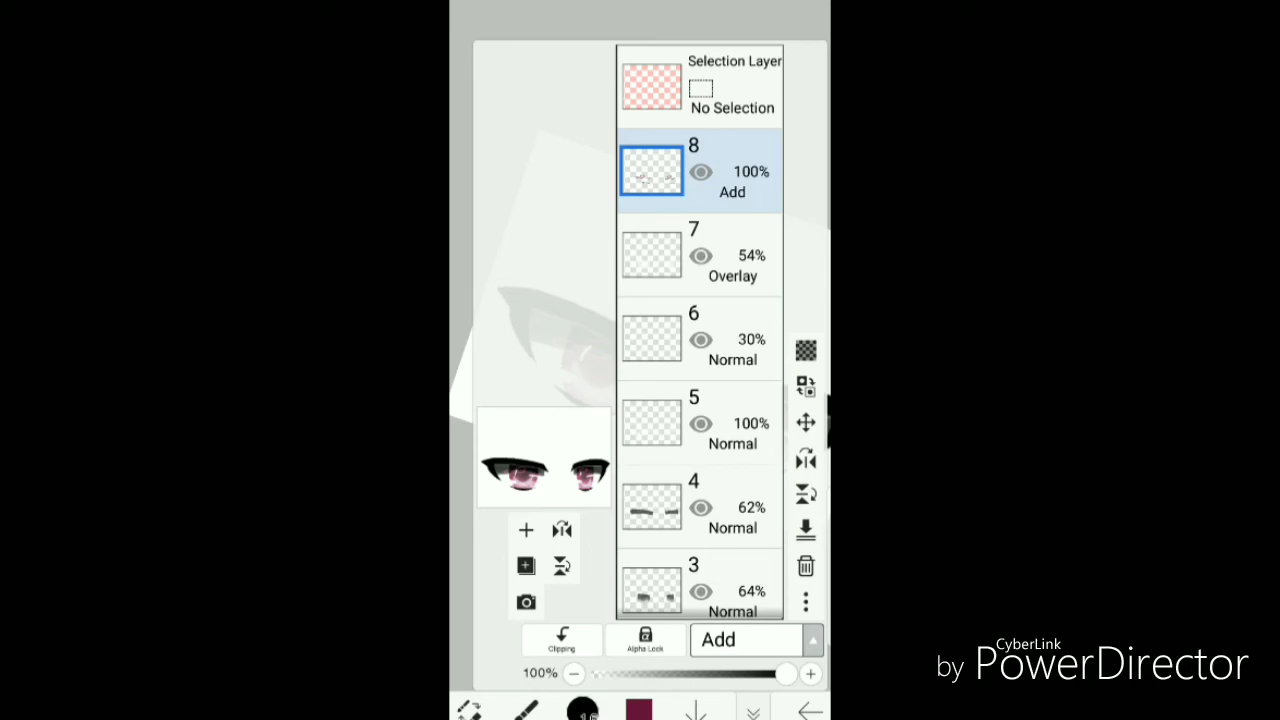 Selection Layer
No Selection
8
100%
Add
7
54%
Overlay
6
30%
Normal
5
100%
Normal
4
62%
Normal
3
64%
Normal
Clipping
Alpha Lock
Add
100%
CyberLink
by PowerDirector